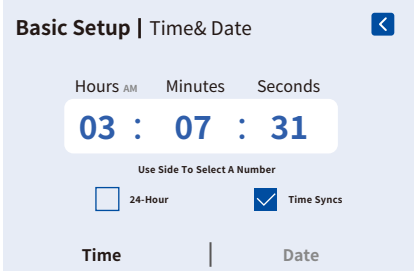 Basic Setup | Time& Date
Hours AM Minutes Seconds
03 : 07 : 31
Use Side To Select A Number
24-Hour Time Syncs
Time | Date